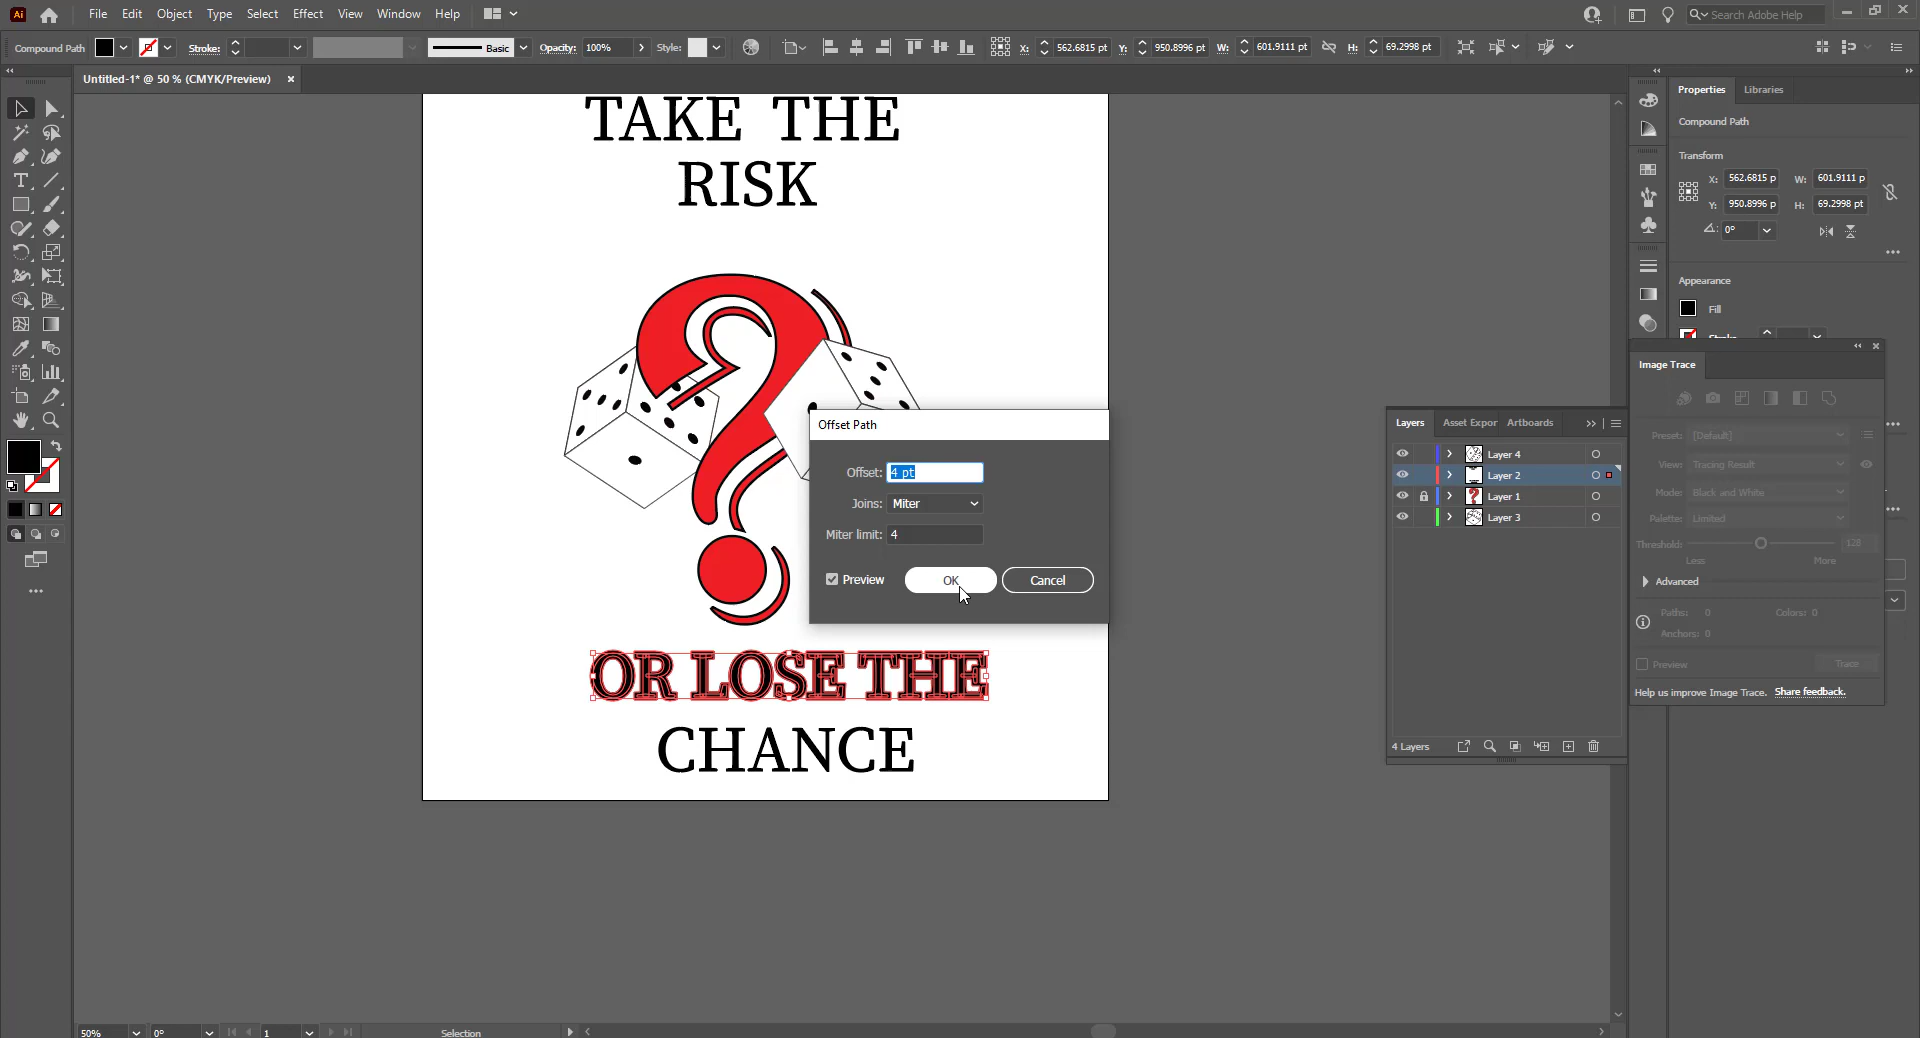 Ai File Edit Object Type Select Effect View Window Help Search Adobe Help
Compound Path Stroke: Basic Opacity: 100% Style: X: 562.6815 pt Y: 950.8996 pt W: 601.9111 pt H: 69.2998 pt
Untitled-1* @ 50 % (CMYK/Preview)
TAKE THE
RISK
OR LOSE THE
CHANCE
Offset Path
Offset: 4 pt
Joins: Miter
Miter limit: 4
Preview OK Cancel
Layers Asset Expor Artboards
Layer 4
Layer 2
Layer 1
Layer 3
4 Layers
Properties Libraries
Compound Path
Transform
X: 562.6815 p W: 601.9111 p
Y: 950.8996 p H: 69.2998 pt
0°
Appearance
Fill
Stroke
Image Trace
Preset: [Default]
View: Tracing Result
Mode: Black and White
Palette: Limited
Threshold: 128
Less More
Advanced
Paths: 0 Colors: 0
Anchors: 0
Preview Trace
Help us improve Image Trace. Share feedback.
50% 0° 1 Selection